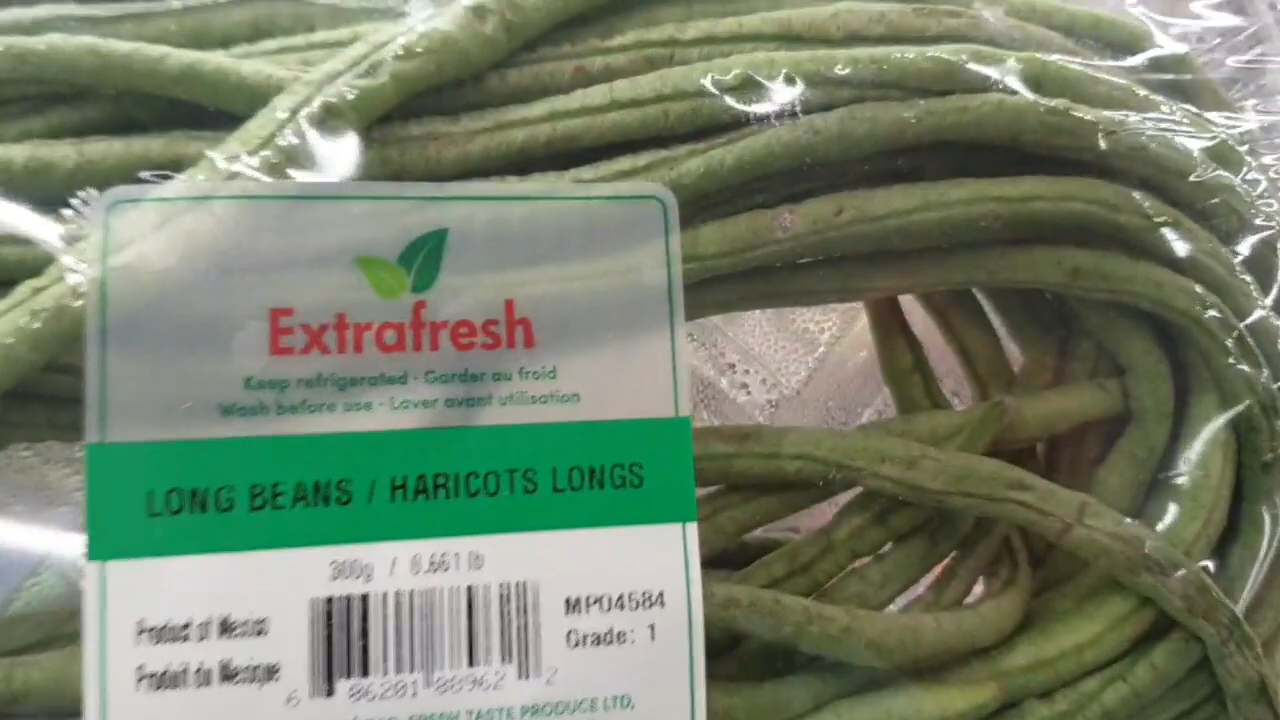 Extrafresh
Keep refrigerated · Garder au froid
Wash before use · Laver avant utilisation
LONG BEANS / HARICOTS LONGS
300g / 0.661 lb
Product of Mexico
Produit du Mexique
MP04584
Grade: 1
6 86201 88962 2
FRESH TASTE PRODUCE LTD,